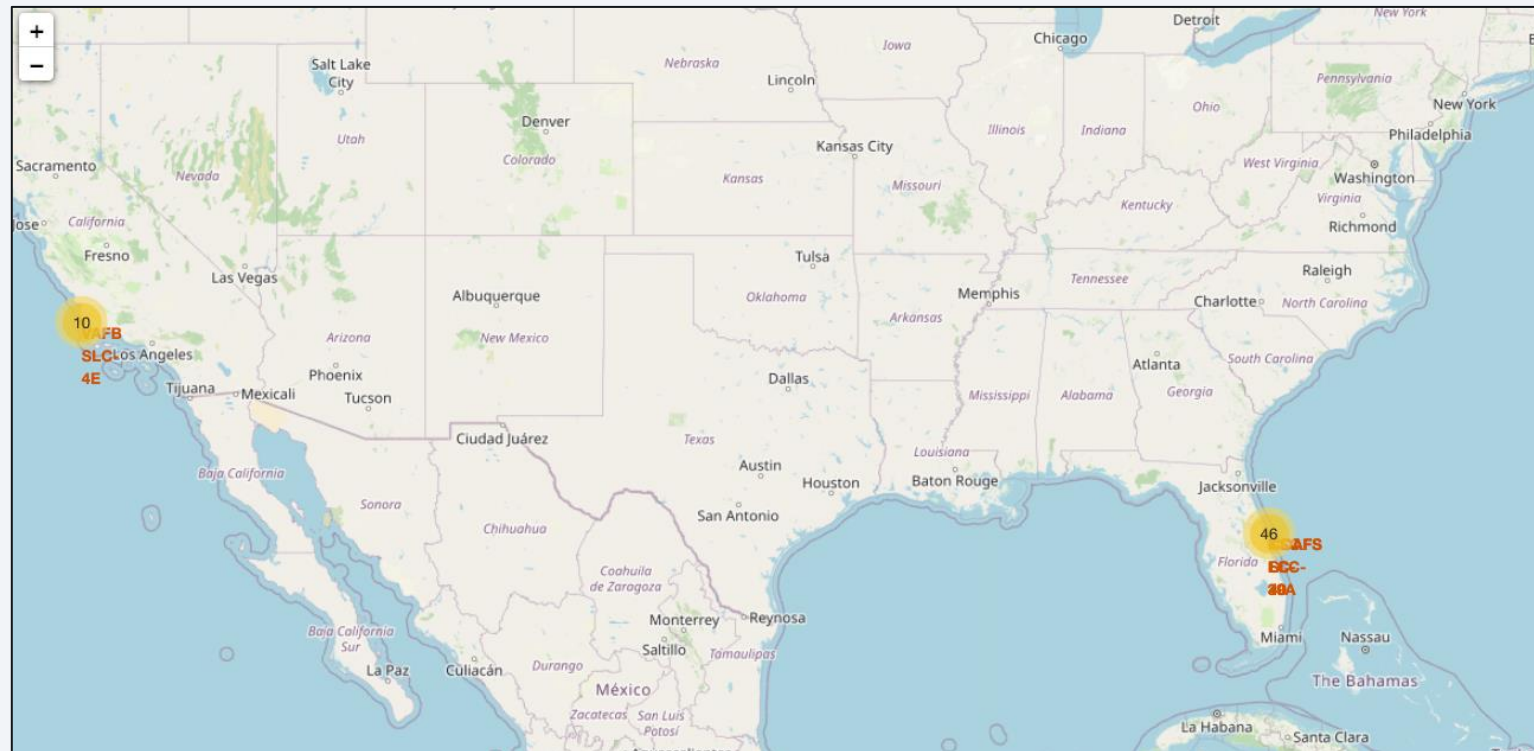 +
−
Detroit
New York
Chicago
Iowa
Salt Lake
City
Nebraska
Lincoln
Pennsylvania
New York
Ohio
Denver
Utah
Illinois
Indiana
Philadelphia
Kansas City
Colorado
Sacramento
Nevada
Kansas
Missouri
West Virginia
Washington
Virginia
Kentucky
Jose
California
Richmond
Fresno
Tulsa
Las Vegas
Tennessee
Raleigh
Albuquerque
Oklahoma
Memphis
Charlotte
North Carolina
10
Arkansas
AFB
Arizona
New Mexico
SLC-
Los Angeles
South Carolina
4E
Phoenix
Dallas
Atlanta
Tijuana
Mexicali
Tucson
Mississippi
Alabama
Georgia
Ciudad Juárez
Texas
Louisiana
Baja California
Austin
Houston
Baton Rouge
Jacksonville
Sonora
San Antonio
Chihuahua
46
AFS
Florida
Coahuila
de Zaragoza
Monterrey
Reynosa
Baja California
Sur
Saltillo
Tamaulipas
Miami
Nassau
La Paz
Culiacán
Durango
The Bahamas
México
Zacatecas
San Luis
Potosí
La Habana
Santa Clara